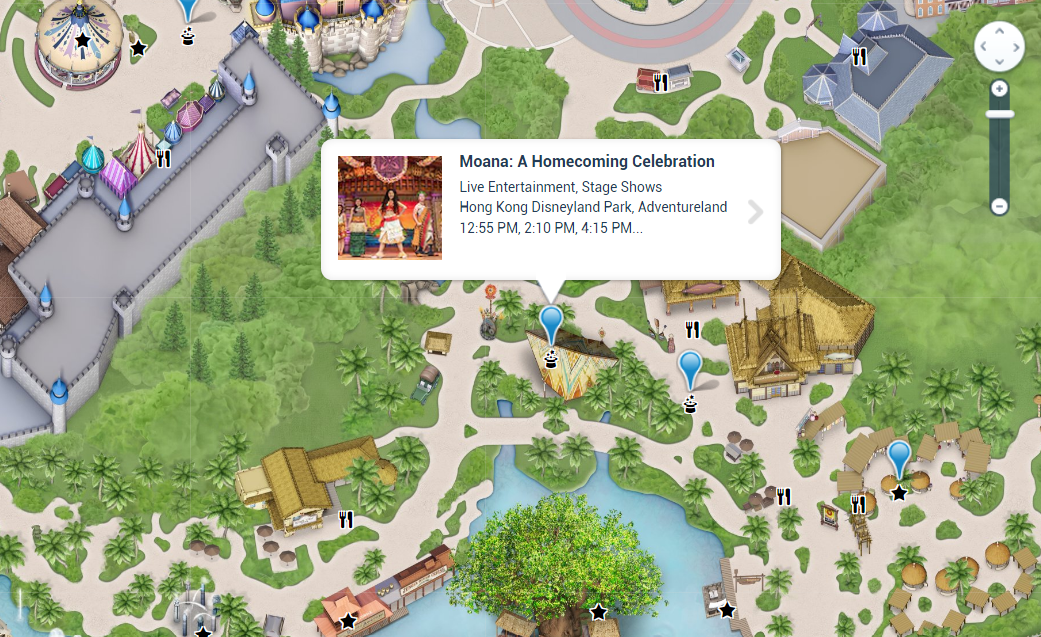 Moana: A Homecoming Celebration
Live Entertainment, Stage Shows
Hong Kong Disneyland Park, Adventureland
12:55 PM, 2:10 PM, 4:15 PM...